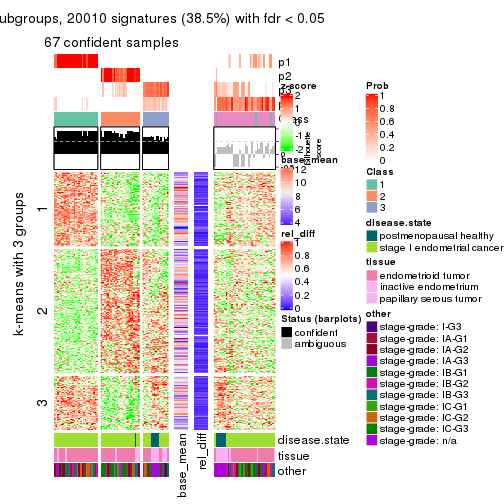 ubgroups, 20010 signatures (38.5%) with fdr < 0.05
67 confident samples
p1
p2
p3
z-score
2
1
0
-1
-2
Class
silhouette
score
base_mean
12
10
8
6
4
rel_diff
1
0.8
0.6
0.4
0.2
0
Status (barplots)
confident
ambiguous
k-means with 3 groups
1
2
3
disease.state
tissue
other
base_mean
rel_diff
Prob
1
0.8
0.6
0.4
0.2
0
Class
1
2
3
disease.state
postmenopausal healthy
stage I endometrial cancer
tissue
endometrioid tumor
inactive endometrium
papillary serous tumor
other
stage-grade: I-G3
stage-grade: IA-G1
stage-grade: IA-G2
stage-grade: IA-G3
stage-grade: IB-G1
stage-grade: IB-G2
stage-grade: IB-G3
stage-grade: IC-G1
stage-grade: IC-G2
stage-grade: IC-G3
stage-grade: n/a